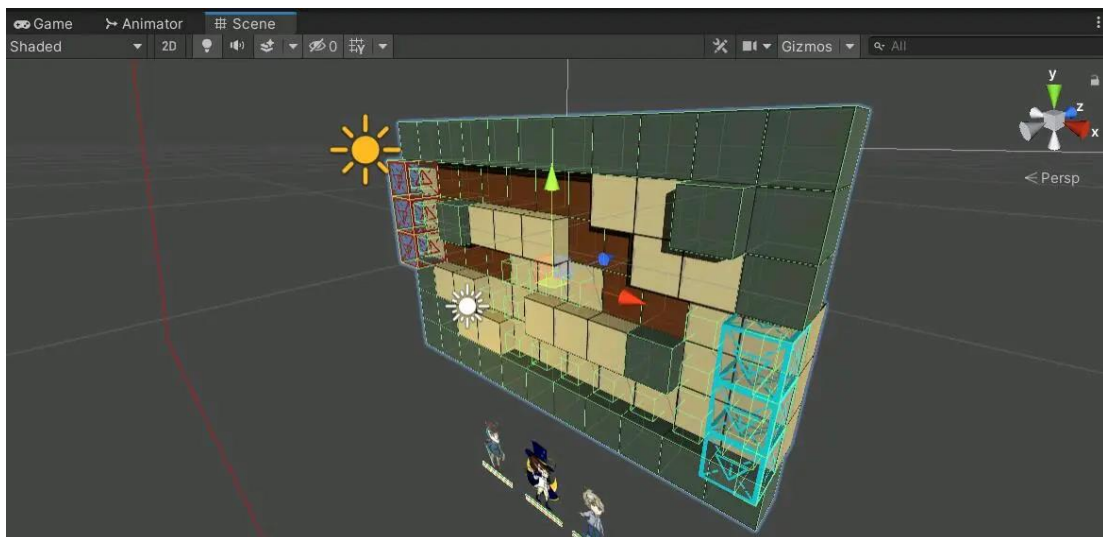 Game Animator Scene
Shaded 2D 0 Gizmos All
y
z
x
Persp